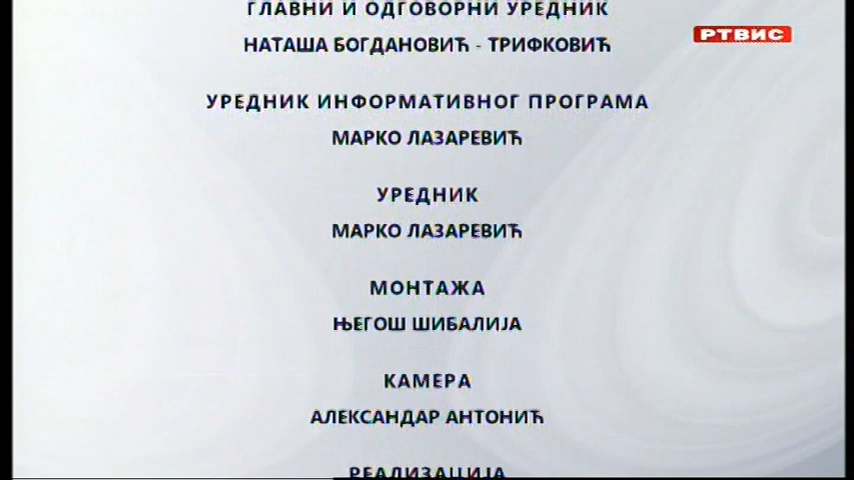 ГЛАВНИ И ОДГОВОРНИ УРЕДНИК
НАТАША БОГДАНОВИЋ - ТРИФКОВИЋ
РТВИС
УРЕДНИК ИНФОРМАТИВНОГ ПРОГРАМА
МАРКО ЛАЗАРЕВИЋ
УРЕДНИК
МАРКО ЛАЗАРЕВИЋ
МОНТАЖА
ЊЕГОШ ШИБАЛИЈА
КАМЕРА
АЛЕКСАНДАР АНТОНИЋ
РЕАЛИЗАЦИЈА